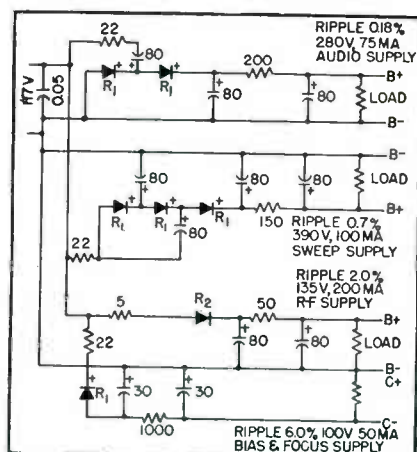 22
RIPPLE 0.18%
280V, 75 MA
AUDIO SUPPLY
117V
0.05
80
200
B+
R1
R1
80
80
LOAD
B-
B-
80
80
80
LOAD
R1
R1
R1
B+
22
80
150
RIPPLE 0.7%
390V, 100 MA
SWEEP SUPPLY
RIPPLE 2.0%
135V, 200 MA
R-F SUPPLY
5
R2
50
B+
22
80
80
LOAD
B-
C+
R1
30
30
1000
C-
RIPPLE 6.0% 100V 50 MA
BIAS & FOCUS SUPPLY